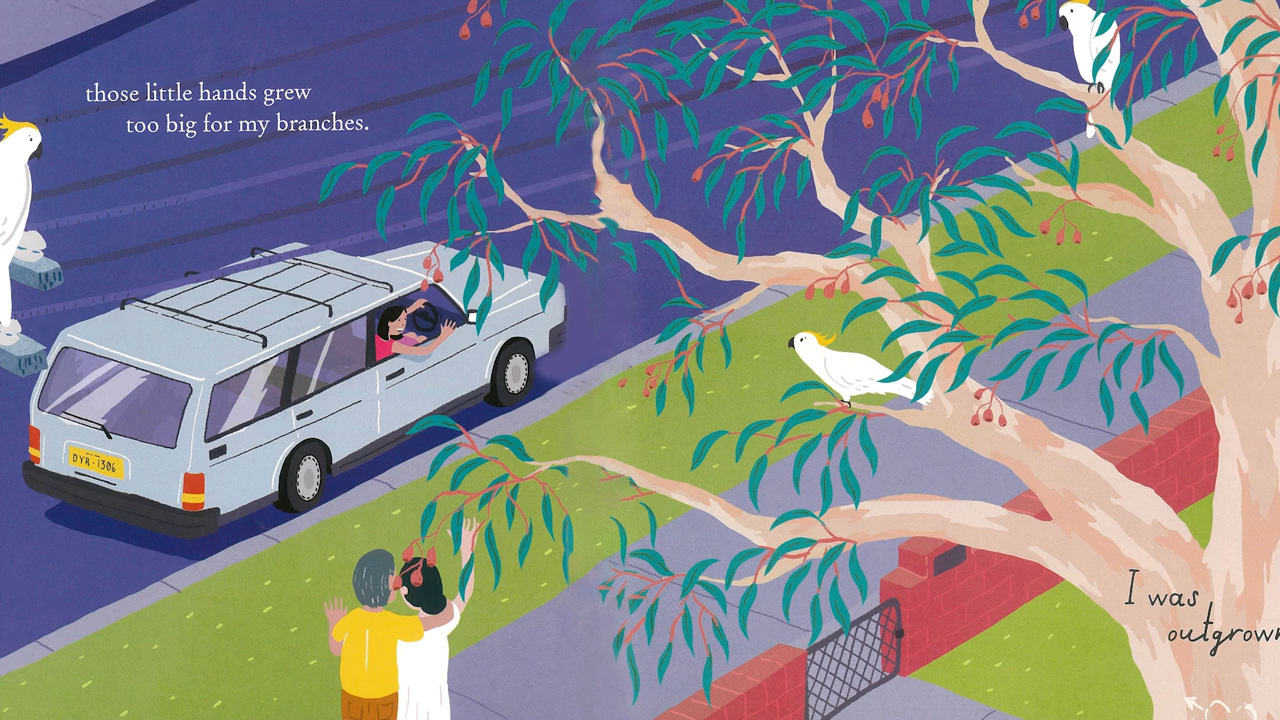 those little hands grew
too big for my branches.
DYR·1306
I was
outgrown